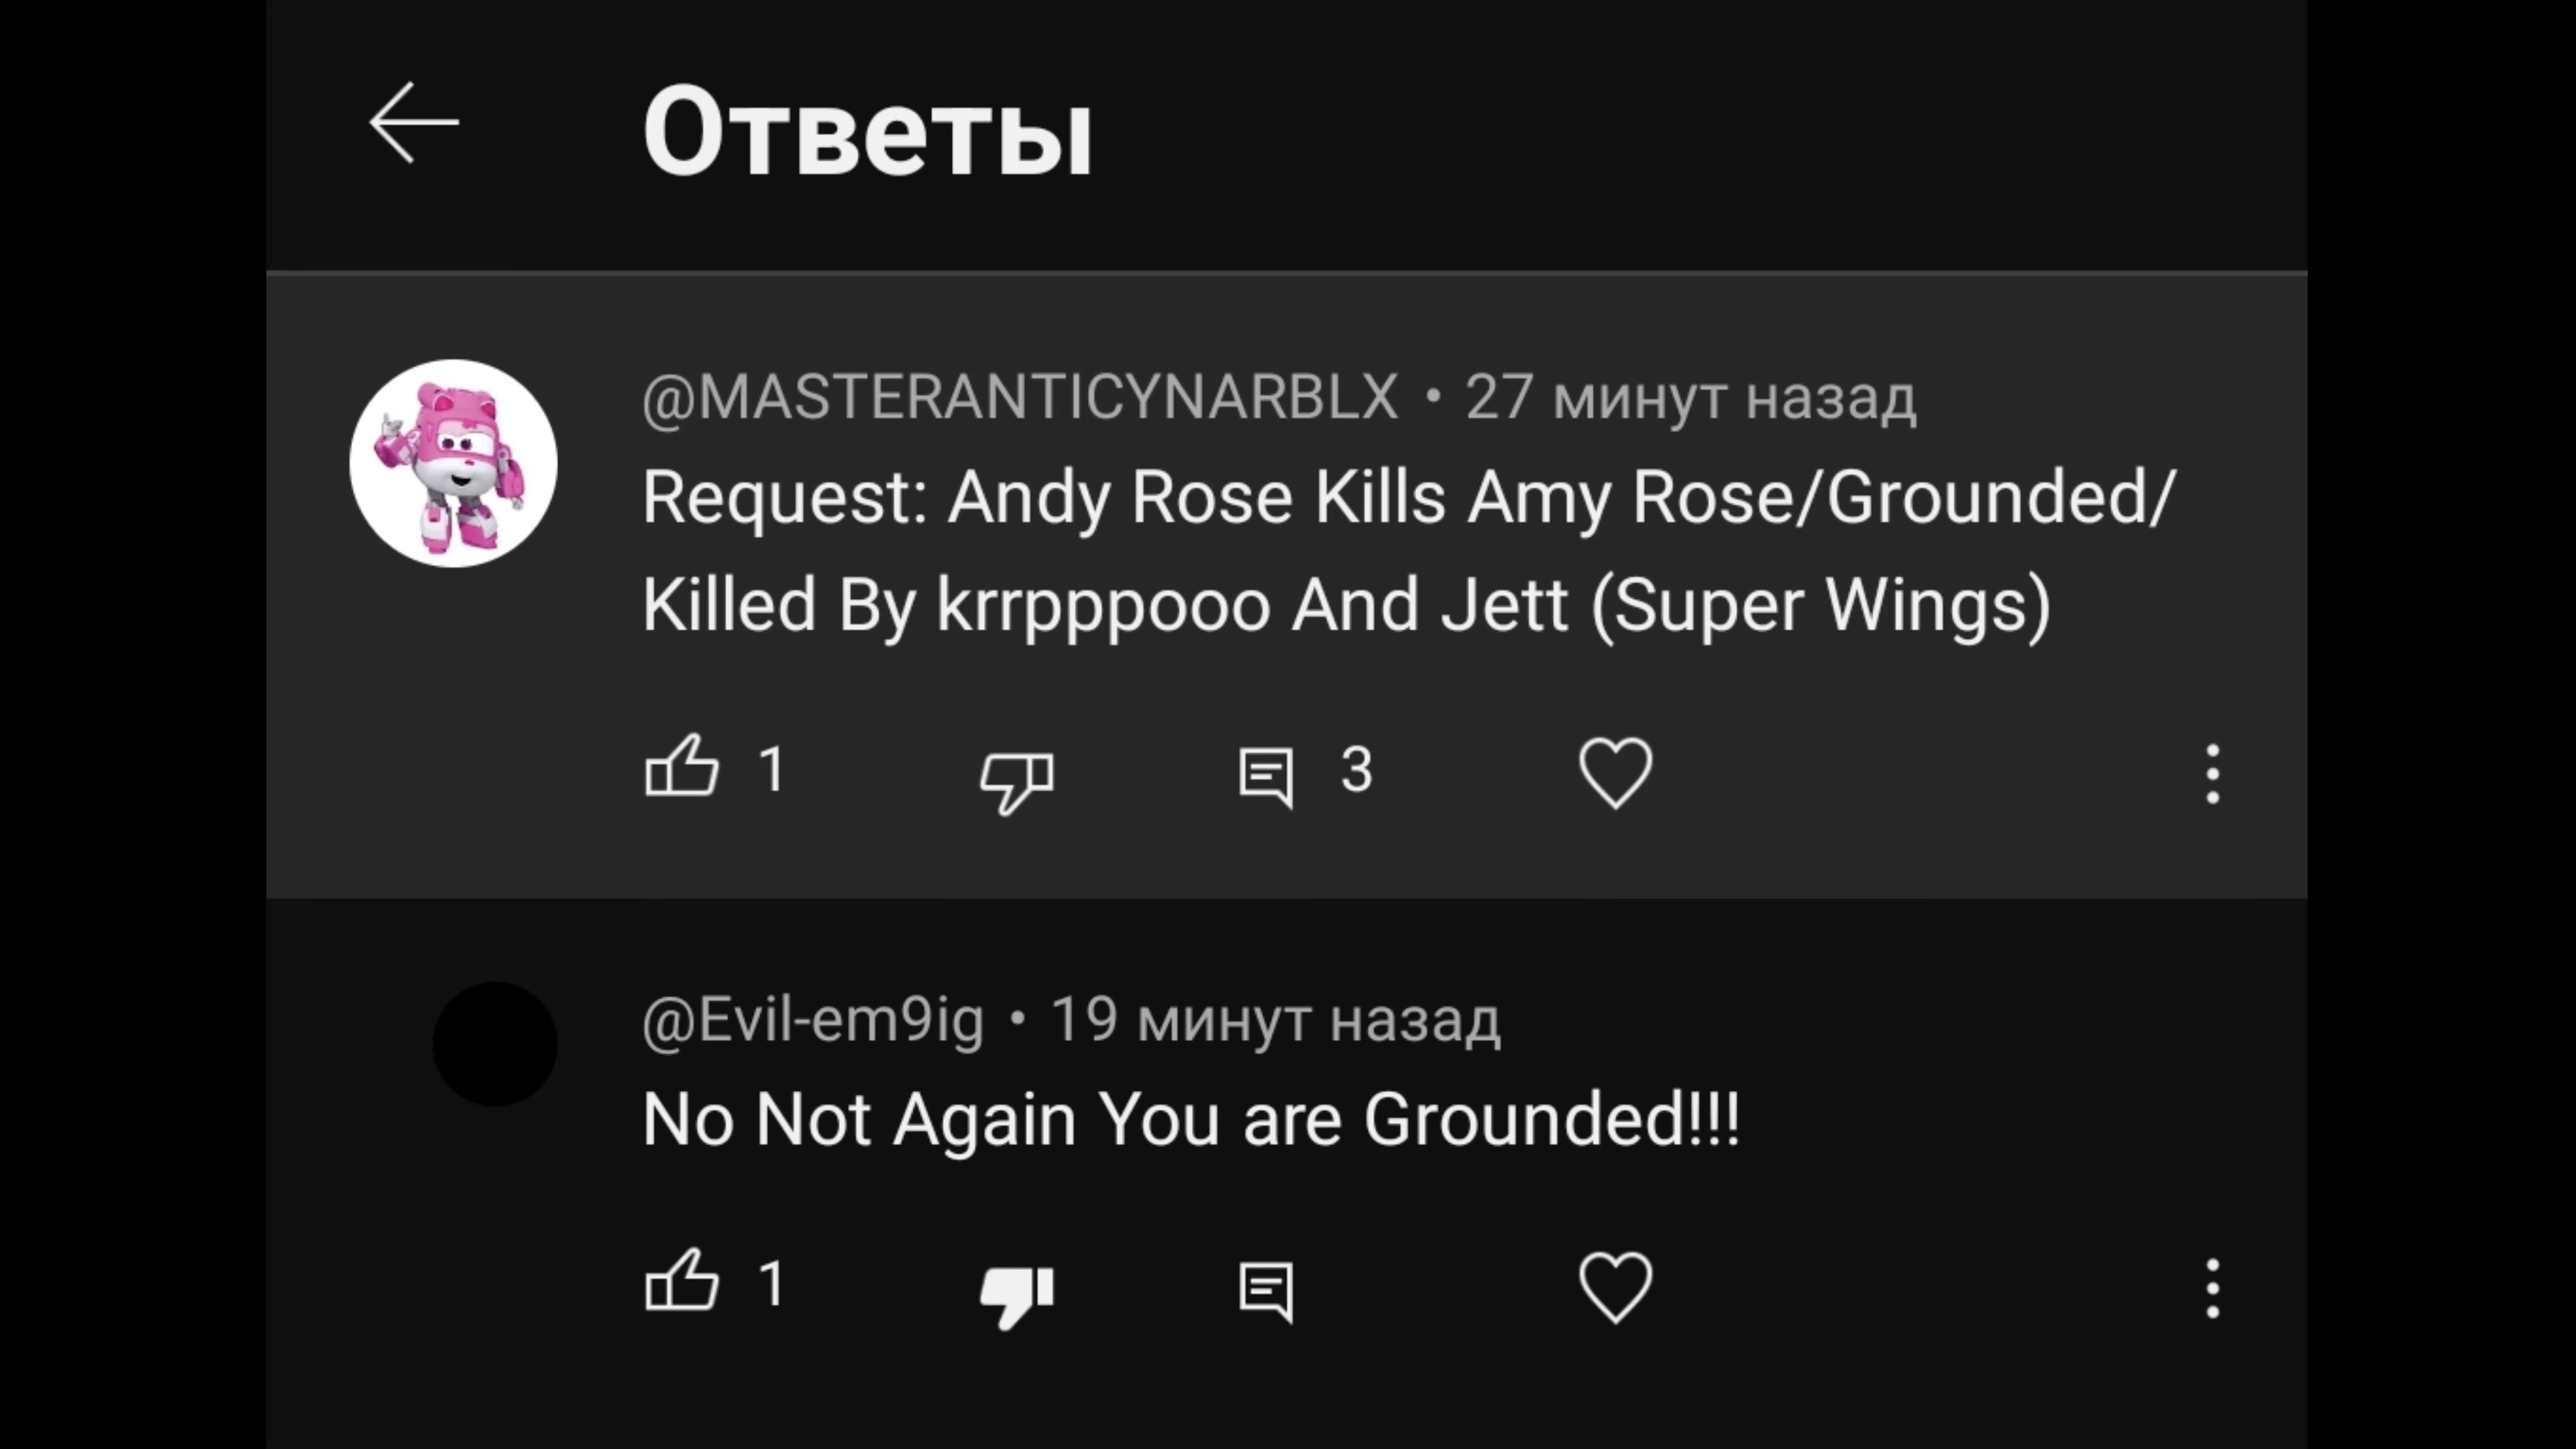 Ответы
@MASTERANTICYNARBLX • 27 минут назад
Request: Andy Rose Kills Amy Rose/Grounded/
Killed By krrpppooo And Jett (Super Wings)
1 3
@Evil-em9ig • 19 минут назад
No Not Again You are Grounded!!!
1